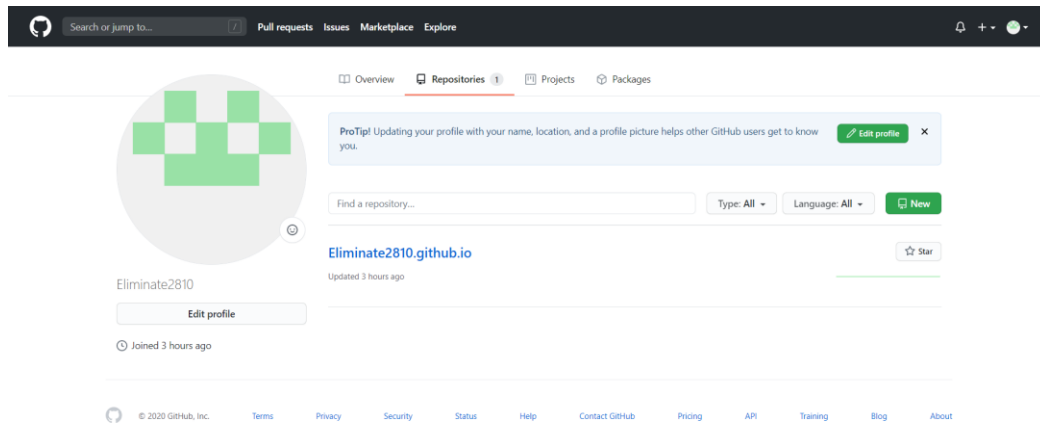 Search or jump to... / Pull requests Issues Marketplace Explore
Overview Repositories 1 Projects Packages
ProTip! Updating your profile with your name, location, and a profile picture helps other GitHub users get to know
you.
Edit profile
Find a repository... Type: All Language: All New
Eliminate2810.github.io Star
Updated 3 hours ago
Eliminate2810
Edit profile
Joined 3 hours ago
© 2020 GitHub, Inc. Terms Privacy Security Status Help Contact GitHub Pricing API Training Blog About